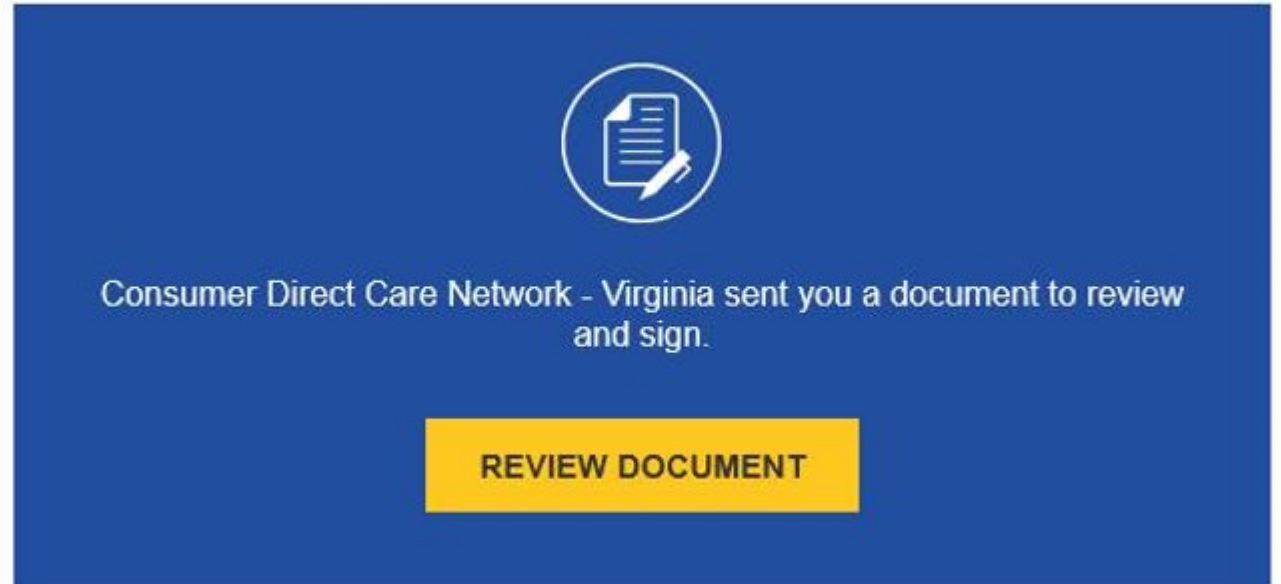 Consumer Direct Care Network - Virginia sent you a document to review
and sign.
REVIEW DOCUMENT